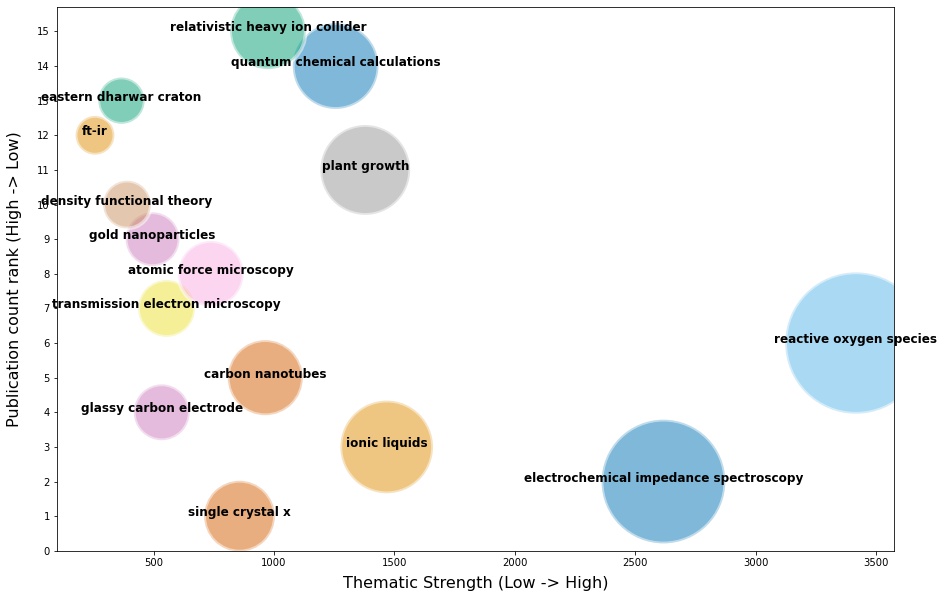 relativistic heavy ion collider
quantum chemical calculations
eastern dharwar craton
ft-ir
plant growth
density functional theory
gold nanoparticles
atomic force microscopy
transmission electron microscopy
reactive oxygen species
carbon nanotubes
glassy carbon electrode
ionic liquids
electrochemical impedance spectroscopy
single crystal x
15
14
13
12
11
10
9
8
7
6
5
4
3
2
1
0
500 1000 1500 2000 2500 3000 3500
Publication count rank (High -> Low)
Thematic Strength (Low -> High)